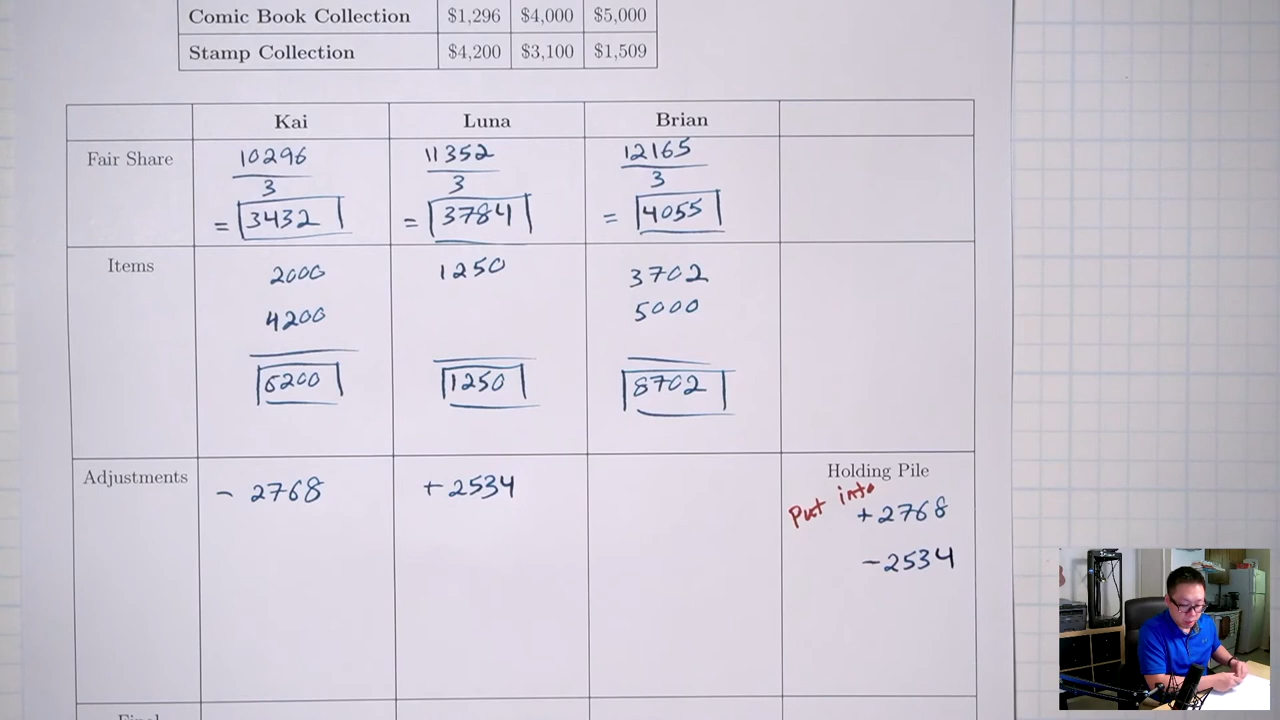 Comic Book Collection $1,296 $4,000 $5,000
Stamp Collection $4,200 $3,100 $1,509
Kai Luna Brian
Fair Share 10296 11352 12165
3 3 3
= 3432 = 3784 = 4055
Items 2000 1250 3702
4200 5000
6200 1250 8702
Adjustments - 2768 + 2534 Holding Pile
Put into +2768
-2534
Final